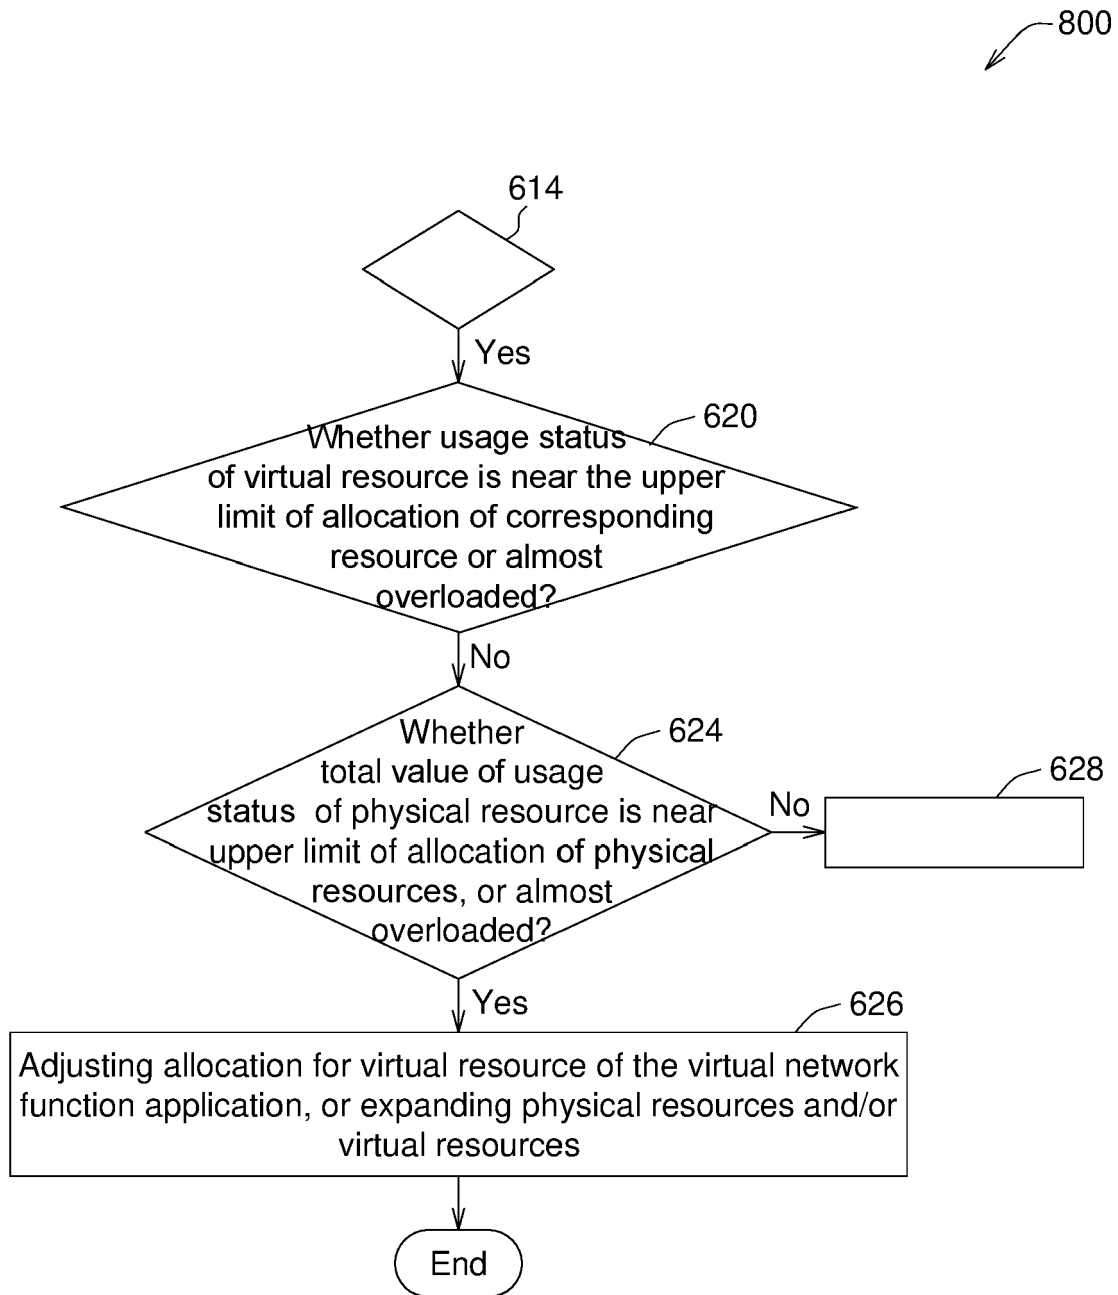 800
614
Yes
620
Whether usage status
of virtual resource is near the upper
limit of allocation of corresponding
resource or almost
overloaded?
No
624
Whether
total value of usage
status of physical resource is near
upper limit of allocation of physical
resources, or almost
overloaded?
No
628
Yes
626
Adjusting allocation for virtual resource of the virtual network
function application, or expanding physical resources and/or
virtual resources
End